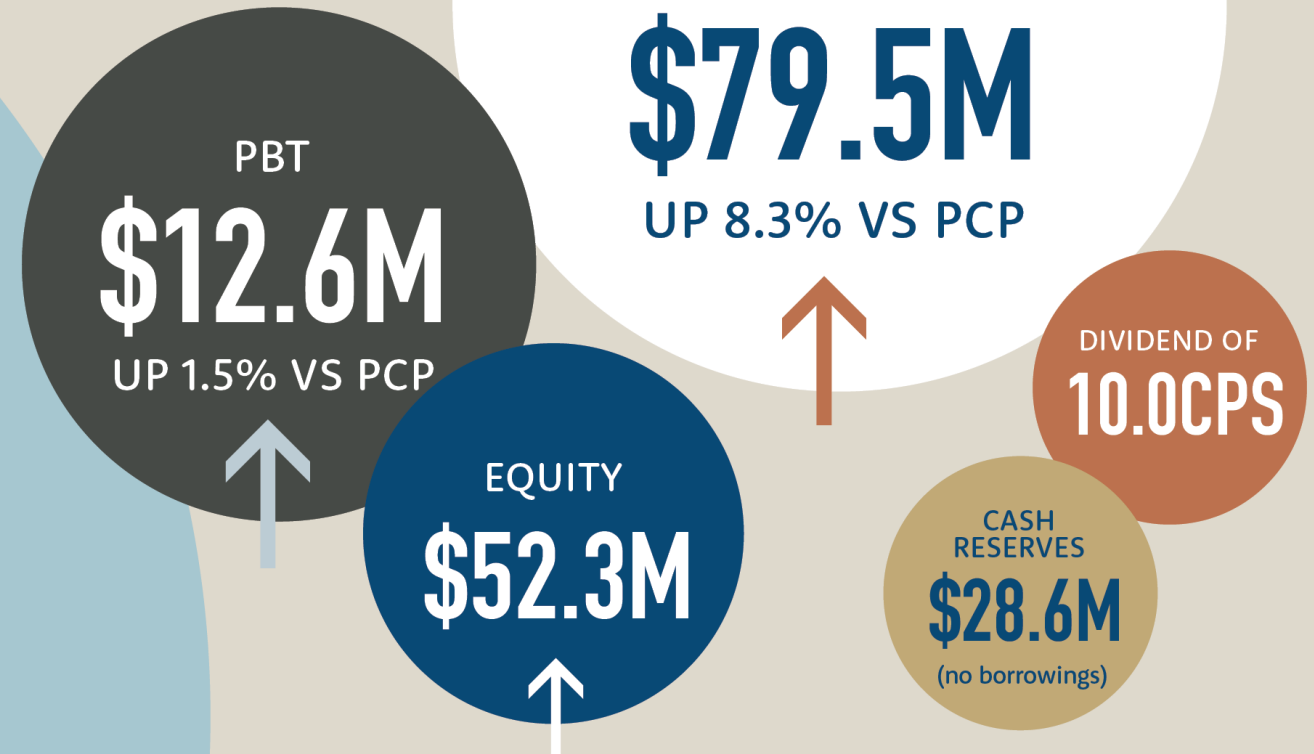 $79.5M
UP 8.3% VS PCP
PBT
$12.6M
UP 1.5% VS PCP
DIVIDEND OF
10.0CPS
EQUITY
$52.3M
CASH
RESERVES
$28.6M
(no borrowings)